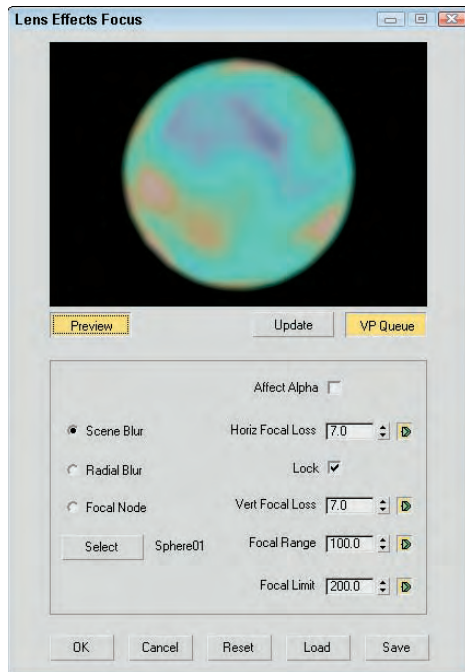 Lens Effects Focus
Preview Update VP Queue
Affect Alpha
Scene Blur Horiz Focal Loss 7.0
Radial Blur Lock
Focal Node Vert Focal Loss 7.0
Select Sphere01 Focal Range 100.0
Focal Limit 200.0
OK Cancel Reset Load Save